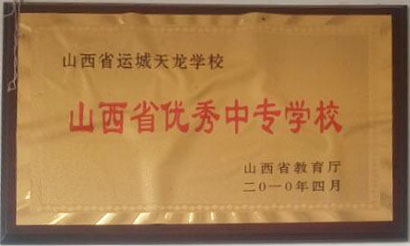 山西省运城天龙学校
山西省优秀中专学校
山西省教育厅
二〇一〇年四月